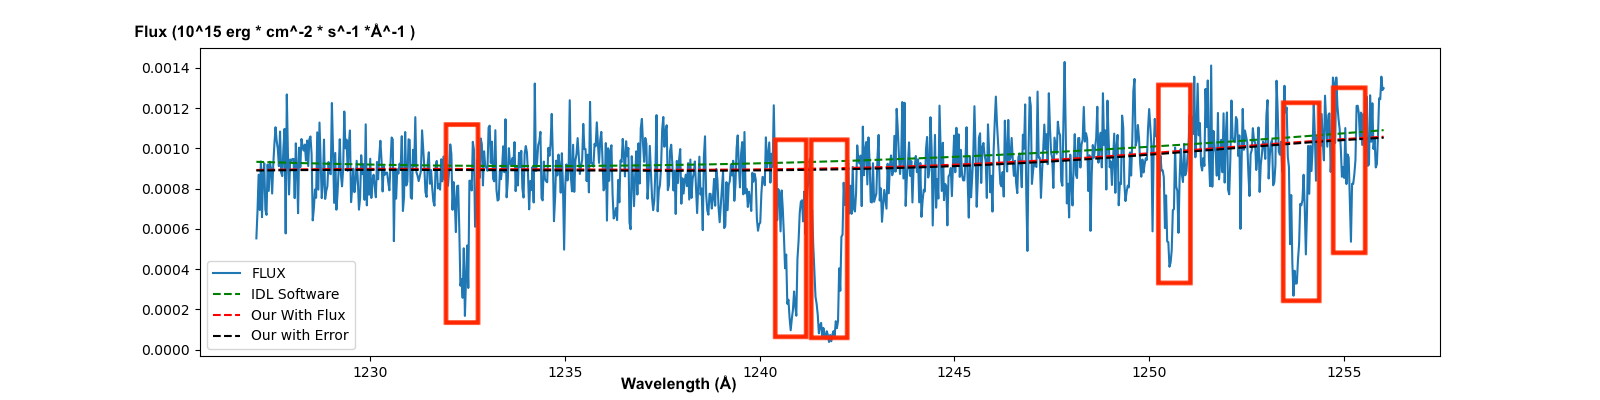 Flux (10^15 erg * cm^-2 * s^-1 *Å^-1 )
0.0014
0.0012
0.0010
0.0008
0.0006
0.0004
0.0002
0.0000
FLUX
IDL Software
Our With Flux
Our with Error
1230 1235 1240 1245 1250 1255
Wavelength (Å)